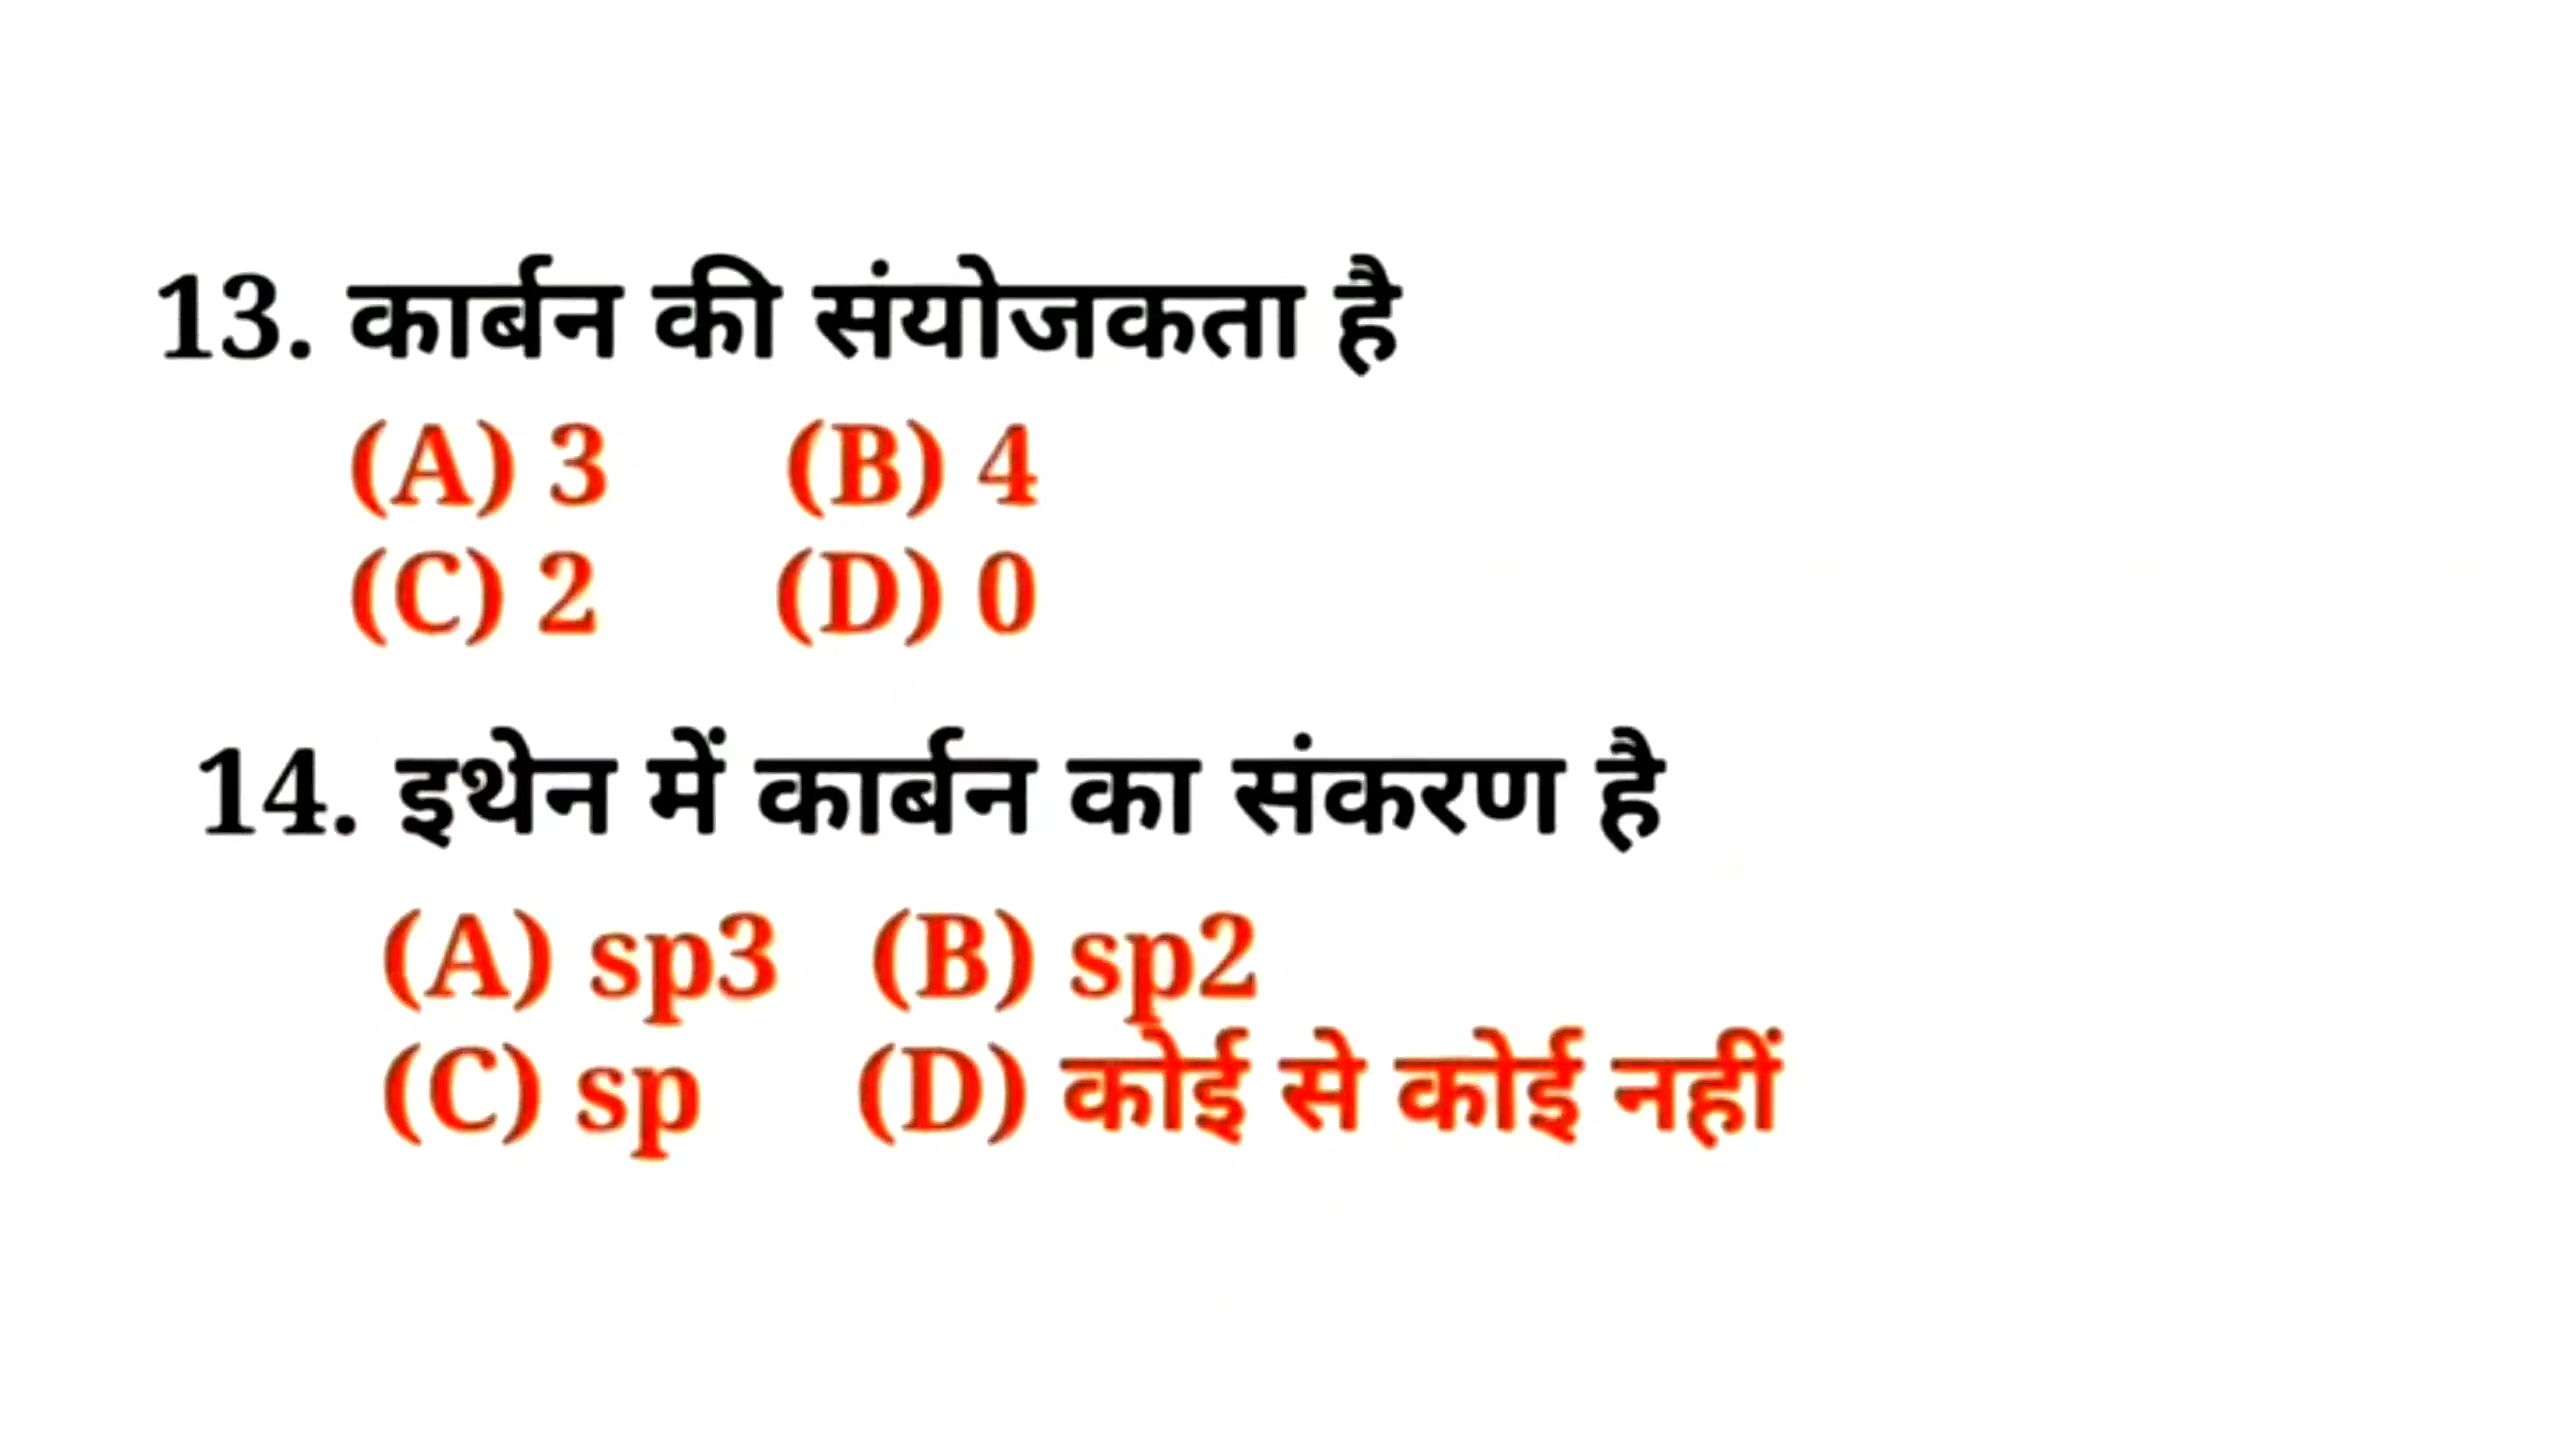 13. कार्बन की संयोजकता है
(A) 3 (B) 4
(C) 2 (D) 0
14. इथेन में कार्बन का संकरण है
(A) sp3 (B) sp2
(C) sp (D) कोई से कोई नहीं